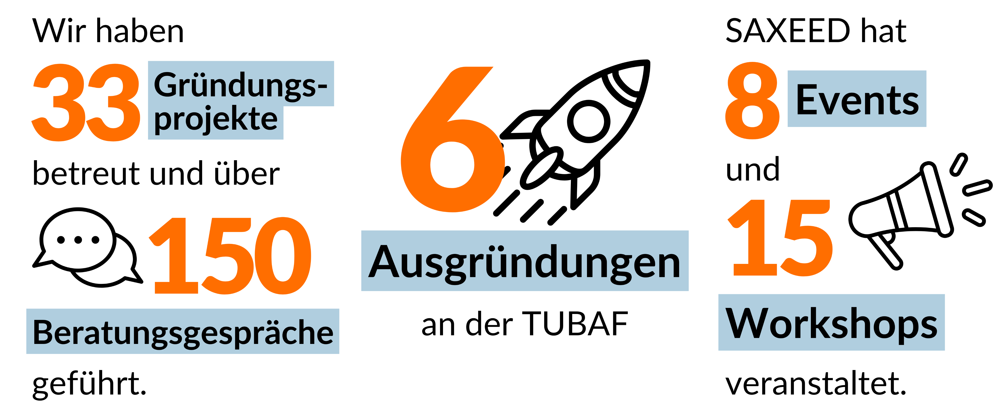 Wir haben
33 Gründungs-
projekte
betreut und über
150
Beratungsgespräche
geführt.
6
Ausgründungen
an der TUBAF
SAXEED hat
8 Events
und
15
Workshops
veranstaltet.